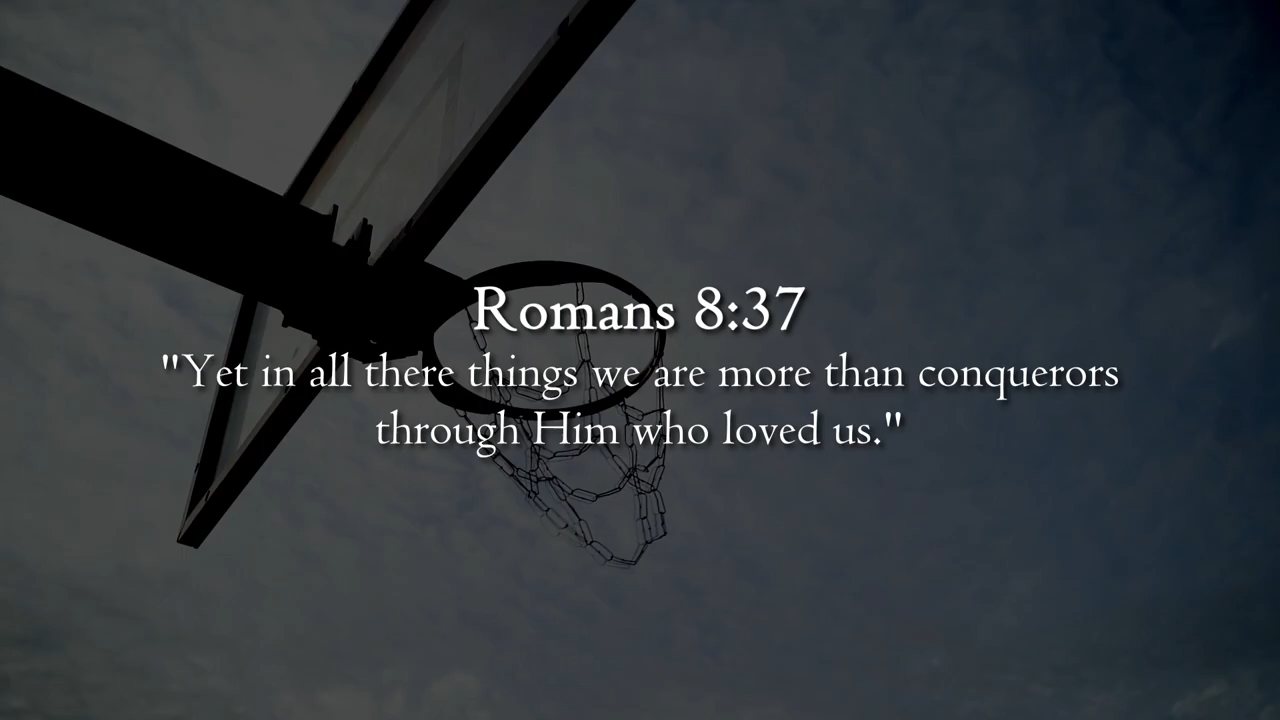 Romans 8:37
"Yet in all there things we are more than conquerors
through Him who loved us."